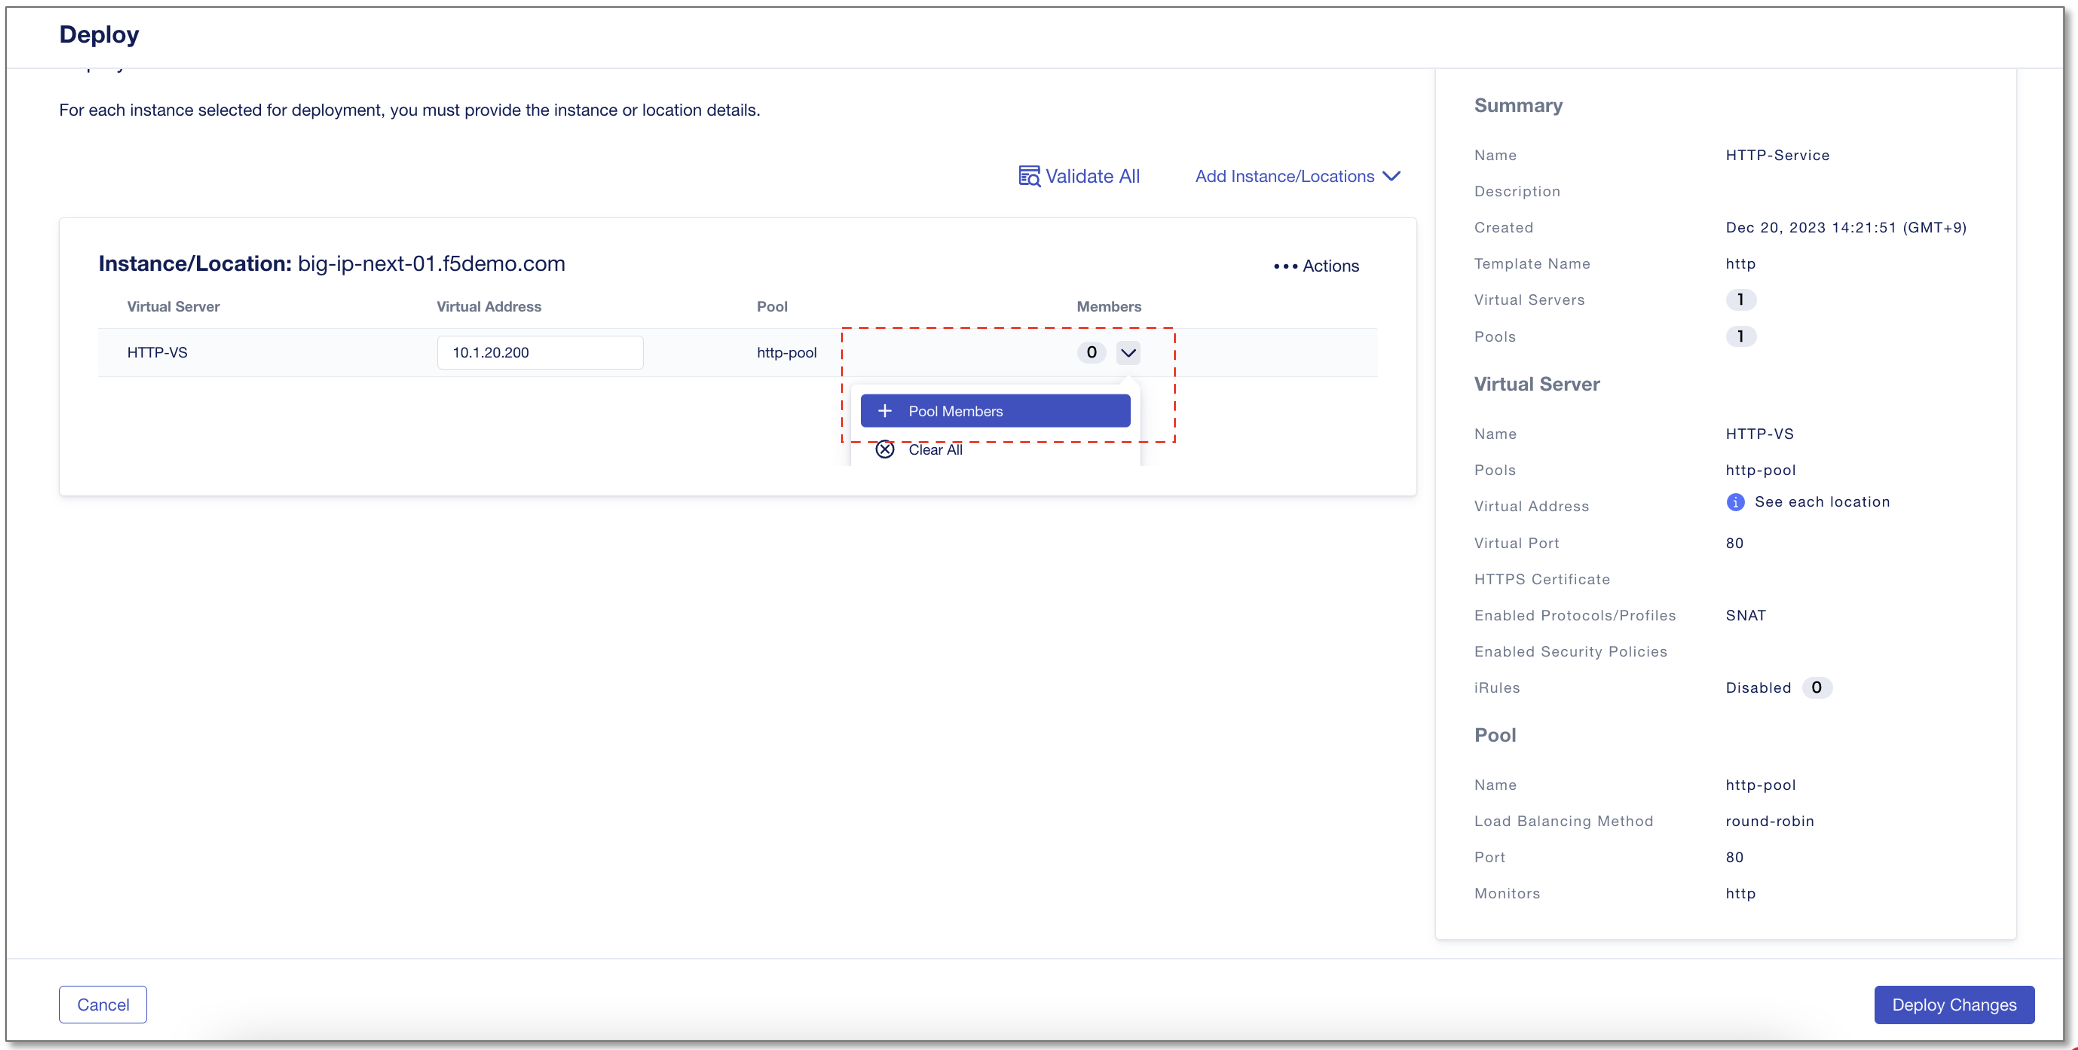 Deploy
For each instance selected for deployment, you must provide the instance or location details.
Validate All
Add Instance/Locations
Instance/Location: big-ip-next-01.f5demo.com
Actions
Virtual Server Virtual Address Pool Members
HTTP-VS 10.1.20.200 http-pool 0
Pool Members
Clear All
Summary
Name HTTP-Service
Description
Created Dec 20, 2023 14:21:51 (GMT+9)
Template Name http
Virtual Servers 1
Pools 1
Virtual Server
Name HTTP-VS
Pools http-pool
Virtual Address See each location
Virtual Port 80
HTTPS Certificate
Enabled Protocols/Profiles SNAT
Enabled Security Policies
iRules Disabled 0
Pool
Name http-pool
Load Balancing Method round-robin
Port 80
Monitors http
Cancel
Deploy Changes